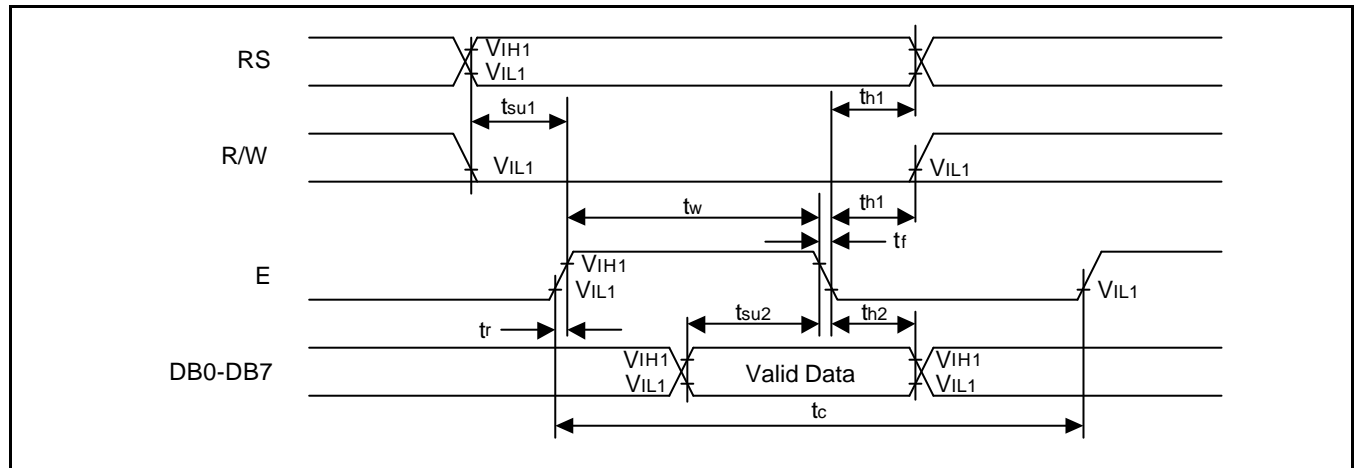 RS
VIH1
VIL1
tsu1
th1
R/W
VIL1
VIL1
tw
th1
tf
E
VIH1
VIL1
VIL1
tr
tsu2
th2
DB0-DB7
VIH1
VIL1
Valid Data
VIH1
VIL1
tc